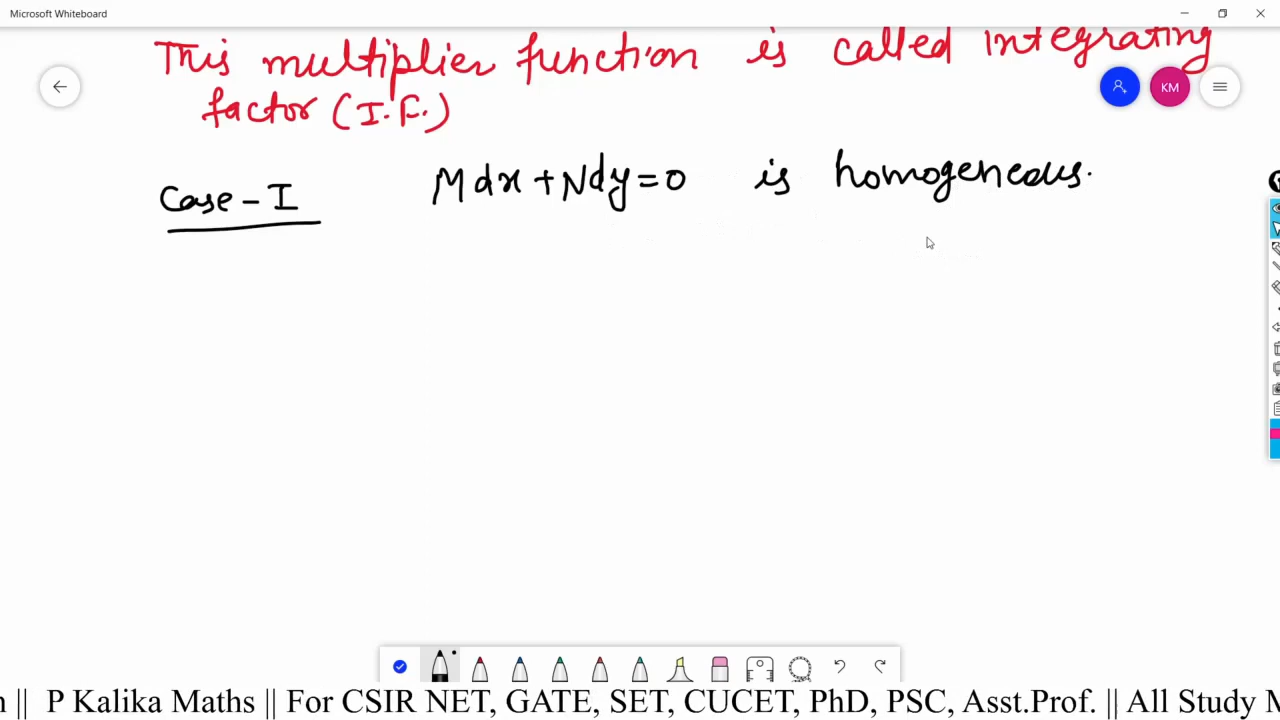 Microsoft Whiteboard
This multiplier function is called integrating
factor (I.F.)
KM
Case - I Mdx + Ndy = 0 is homogeneous.
|| P Kalika Maths || For CSIR NET, GATE, SET, CUCET, PhD, PSC, Asst.Prof. || All Study